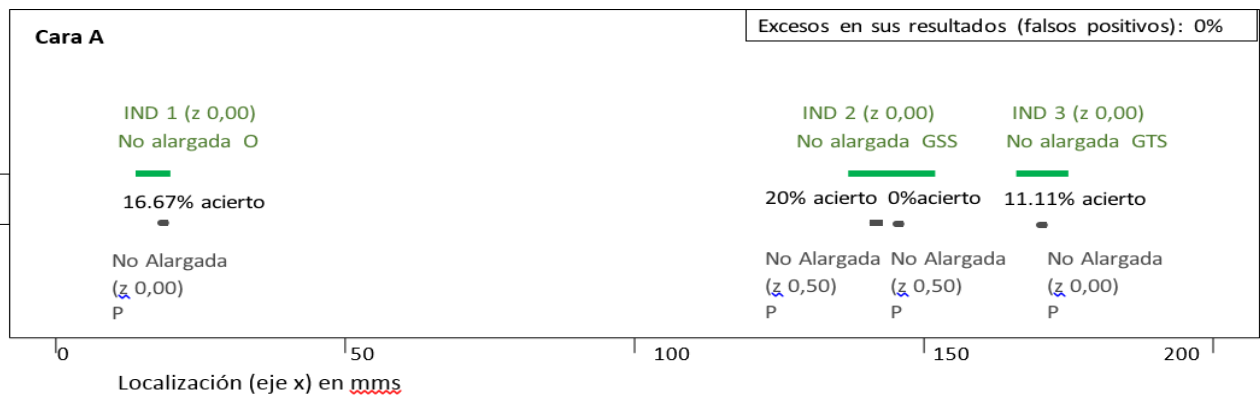 Cara A
Excesos en sus resultados (falsos positivos): 0%
IND 1 (z 0,00)
No alargada O
IND 2 (z 0,00)
No alargada GSS
IND 3 (z 0,00)
No alargada GTS
16.67% acierto
20% acierto 0%acierto 11.11% acierto
No Alargada
(z 0,00)
P
No Alargada
(z 0,50)
P
No Alargada
(z 0,50)
P
No Alargada
(z 0,00)
P
0 50 100 150 200
Localización (eje x) en mms